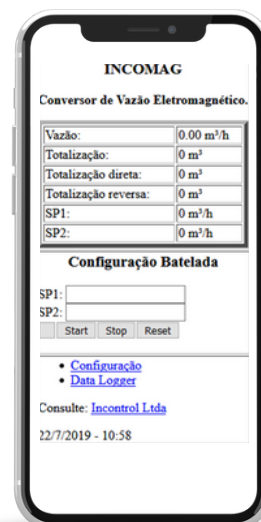 INCOMAG
Conversor de Vazão Eletromagnético.
Vazão: 0.00 m³/h
Totalização: 0 m³
Totalização direta: 0 m³
Totalização reversa: 0 m³
SP1: 0 m³/h
SP2: 0 m³/h
Configuração Batelada
SP1:
SP2:
Start Stop Reset
Configuração
Data Logger
Consulte: Incontrol Ltda
22/7/2019 - 10:58